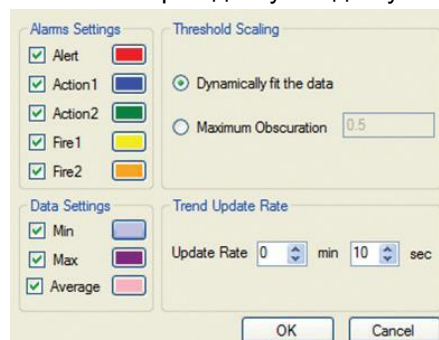 Alarms Settings
Alert
Action1
Action2
Fire1
Fire2
Threshold Scaling
Dynamically fit the data
Maximum Obscuration 0.5
Data Settings
Min
Max
Average
Trend Update Rate
Update Rate 0 min 10 sec
OK Cancel